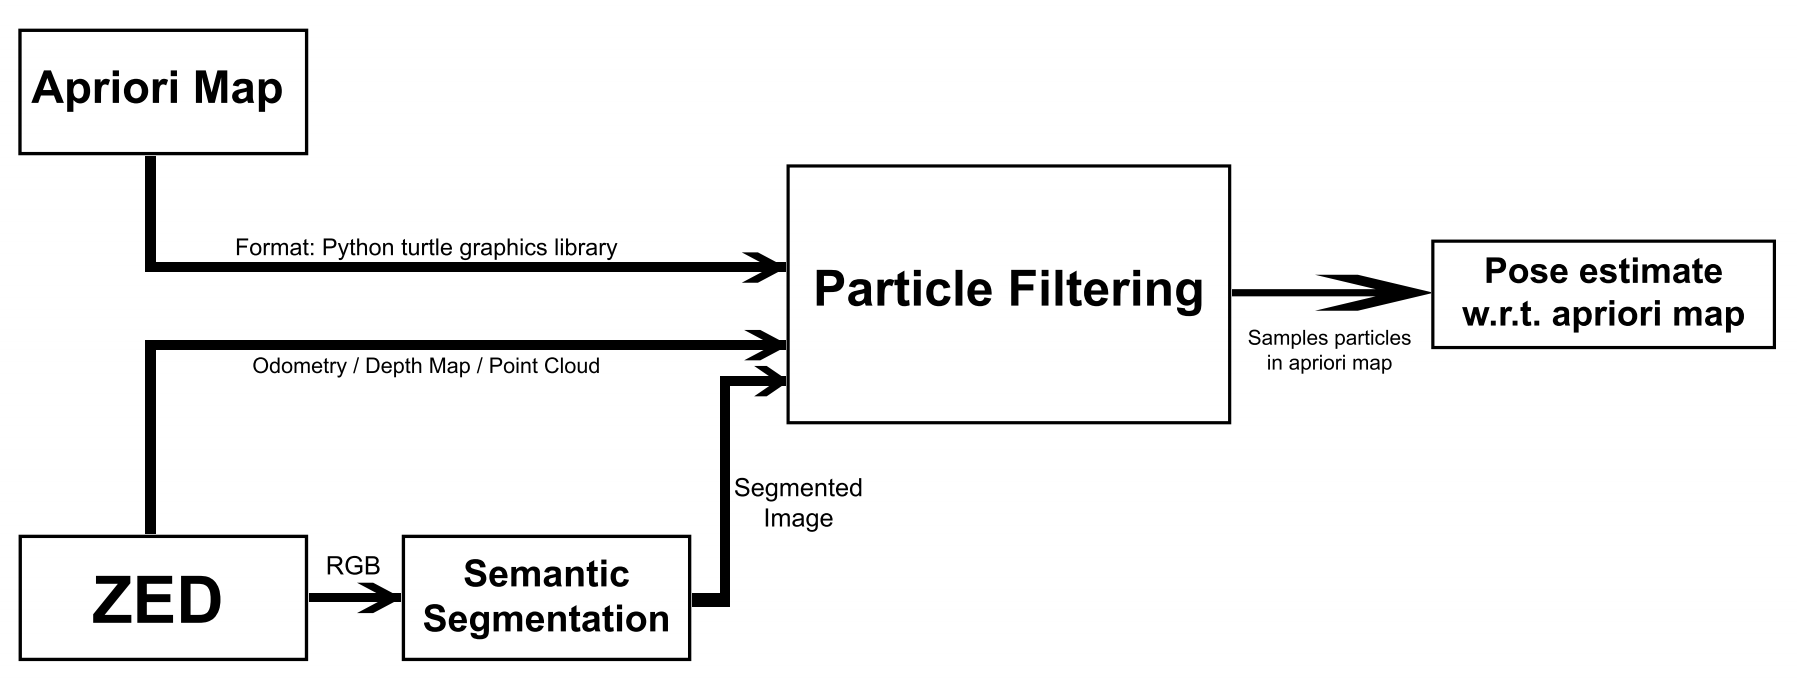 Apriori Map
Format: Python turtle graphics library
Particle Filtering
Pose estimate
w.r.t. apriori map
Samples particles
in apriori map
Odometry / Depth Map / Point Cloud
Segmented
Image
ZED
RGB
Semantic
Segmentation